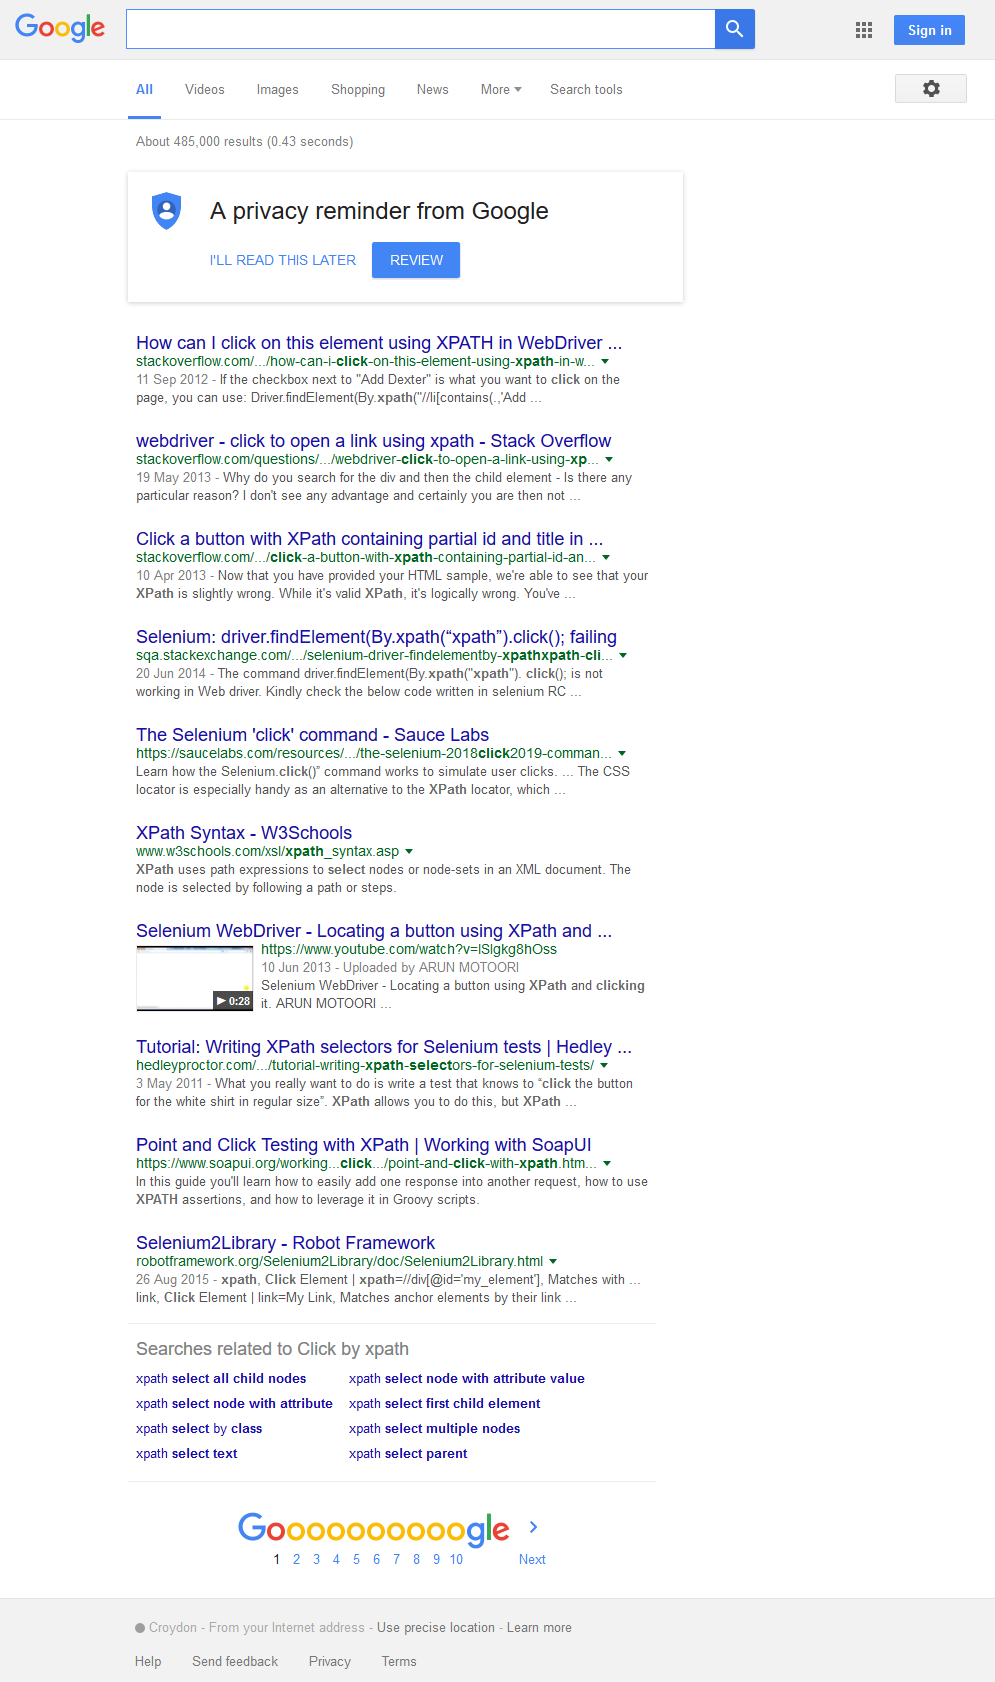 Google
Sign in
All Videos Images Shopping News More Search tools
About 485,000 results (0.43 seconds)
A privacy reminder from Google
I'LL READ THIS LATER REVIEW
How can I click on this element using XPATH in WebDriver ...
stackoverflow.com/.../how-can-i-click-on-this-element-using-xpath-in-w...
11 Sep 2012 - If the checkbox next to "Add Dexter" is what you want to click on the
page, you can use: Driver.findElement(By.xpath("//li[contains(.,'Add ...
webdriver - click to open a link using xpath - Stack Overflow
stackoverflow.com/questions/.../webdriver-click-to-open-a-link-using-xp...
19 May 2013 - Why do you search for the div and then the child element - Is there any
particular reason? I don't see any advantage and certainly you are then not ...
Click a button with XPath containing partial id and title in ...
stackoverflow.com/.../click-a-button-with-xpath-containing-partial-id-an...
10 Apr 2013 - Now that you have provided your HTML sample, we're able to see that your
XPath is slightly wrong. While it's valid XPath, it's logically wrong. You've ...
Selenium: driver.findElement(By.xpath(“xpath”).click(); failing
sqa.stackexchange.com/.../selenium-driver-findelementby-xpathxpath-cli...
20 Jun 2014 - The command driver.findElement(By.xpath("xpath"). click(); is not
working in Web driver. Kindly check the below code written in selenium RC ...
The Selenium 'click' command - Sauce Labs
https://saucelabs.com/resources/.../the-selenium-2018click2019-comman...
Learn how the Selenium.click()” command works to simulate user clicks. ... The CSS
locator is especially handy as an alternative to the XPath locator, which ...
XPath Syntax - W3Schools
www.w3schools.com/xsl/xpath_syntax.asp
XPath uses path expressions to select nodes or node-sets in an XML document. The
node is selected by following a path or steps.
Selenium WebDriver - Locating a button using XPath and ...
https://www.youtube.com/watch?v=lSlgkg8hOss
10 Jun 2013 - Uploaded by ARUN MOTOORI
Selenium WebDriver - Locating a button using XPath and clicking
0:28 it. ARUN MOTOORI ...
Tutorial: Writing XPath selectors for Selenium tests | Hedley ...
hedleyproctor.com/.../tutorial-writing-xpath-selectors-for-selenium-tests/
3 May 2011 - What you really want to do is write a test that knows to “click the button
for the white shirt in regular size”. XPath allows you to do this, but XPath ...
Point and Click Testing with XPath | Working with SoapUI
https://www.soapui.org/working...click.../point-and-click-with-xpath.htm...
In this guide you'll learn how to easily add one response into another request, how to use
XPATH assertions, and how to leverage it in Groovy scripts.
Selenium2Library - Robot Framework
robotframework.org/Selenium2Library/doc/Selenium2Library.html
26 Aug 2015 - xpath, Click Element | xpath=//div[@id='my_element'], Matches with ...
link, Click Element | link=My Link, Matches anchor elements by their link ...
Searches related to Click by xpath
xpath select all child nodes xpath select node with attribute value
xpath select node with attribute xpath select first child element
xpath select by class xpath select multiple nodes
xpath select text xpath select parent
Goooooooooogle
1 2 3 4 5 6 7 8 9 10 Next
Croydon - From your Internet address - Use precise location - Learn more
Help Send feedback Privacy Terms